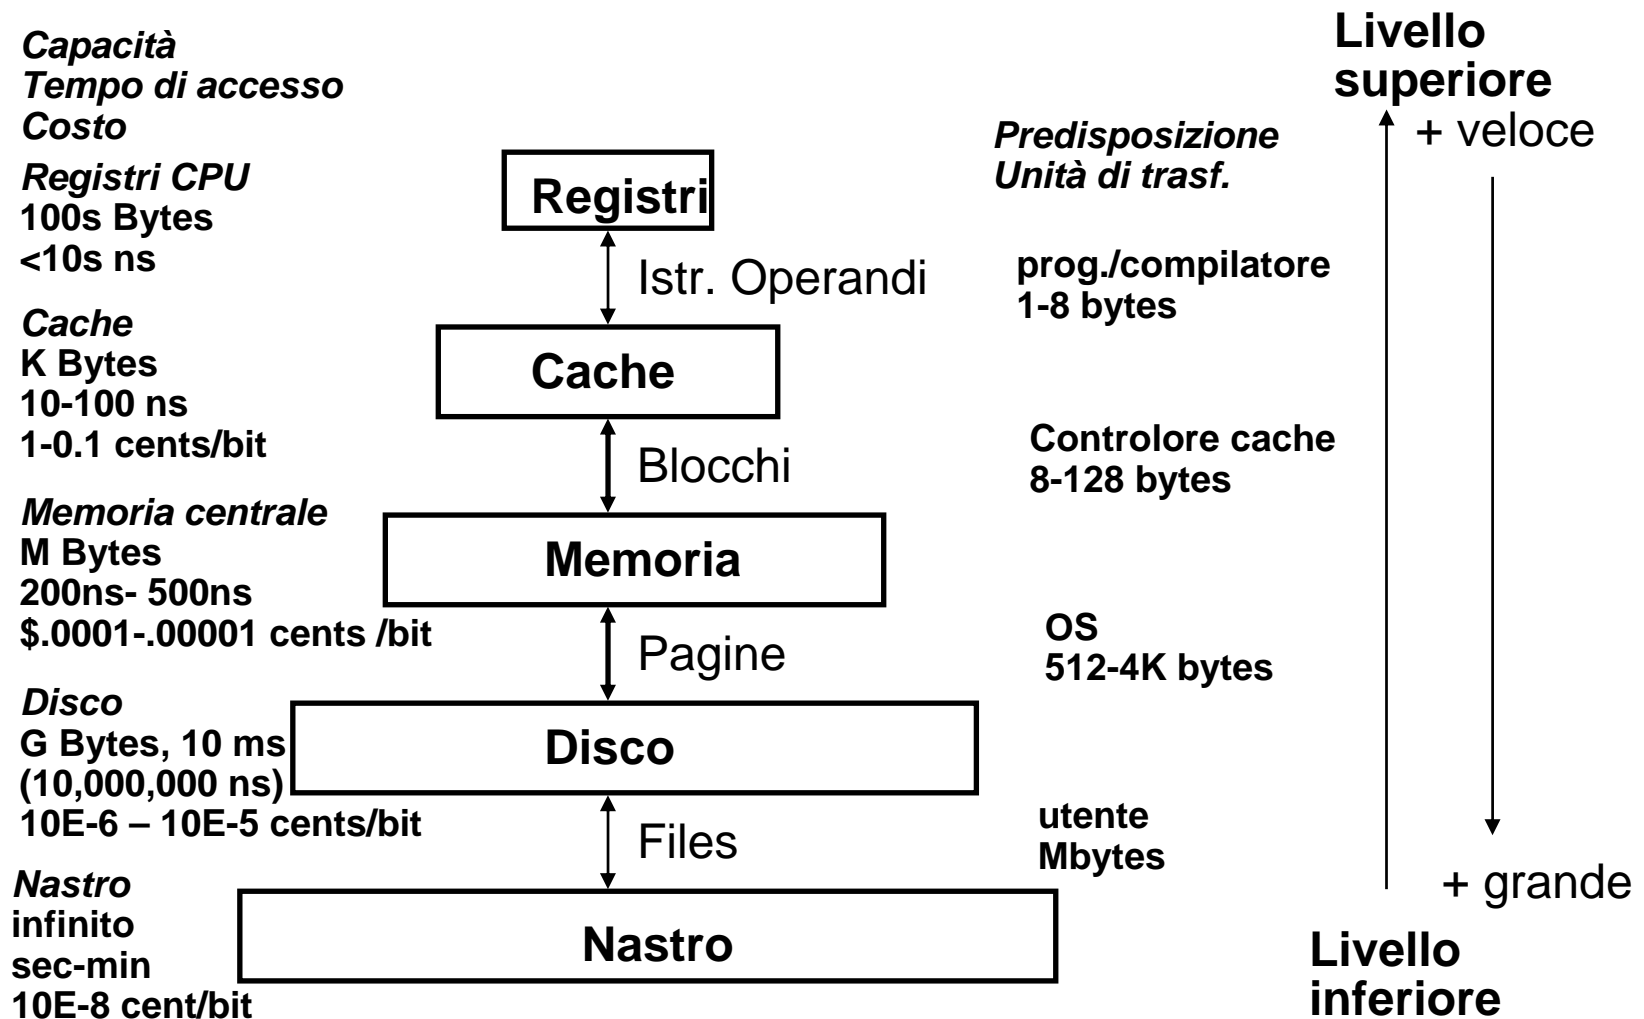 Capacità
Tempo di accesso
Costo
Registri CPU
100s Bytes
<10s ns
Cache
K Bytes
10-100 ns
1-0.1 cents/bit
Memoria centrale
M Bytes
200ns- 500ns
$.0001-.00001 cents /bit
Disco
G Bytes, 10 ms
(10,000,000 ns)
10E-6 – 10E-5 cents/bit
Nastro
infinito
sec-min
10E-8 cent/bit
Registri
Istr. Operandi
Cache
Blocchi
Memoria
Pagine
Disco
Files
Nastro
Predisposizione
Unità di trasf.
prog./compilatore
1-8 bytes
Controlore cache
8-128 bytes
OS
512-4K bytes
utente
Mbytes
Livello
superiore
+ veloce
+ grande
Livello
inferiore